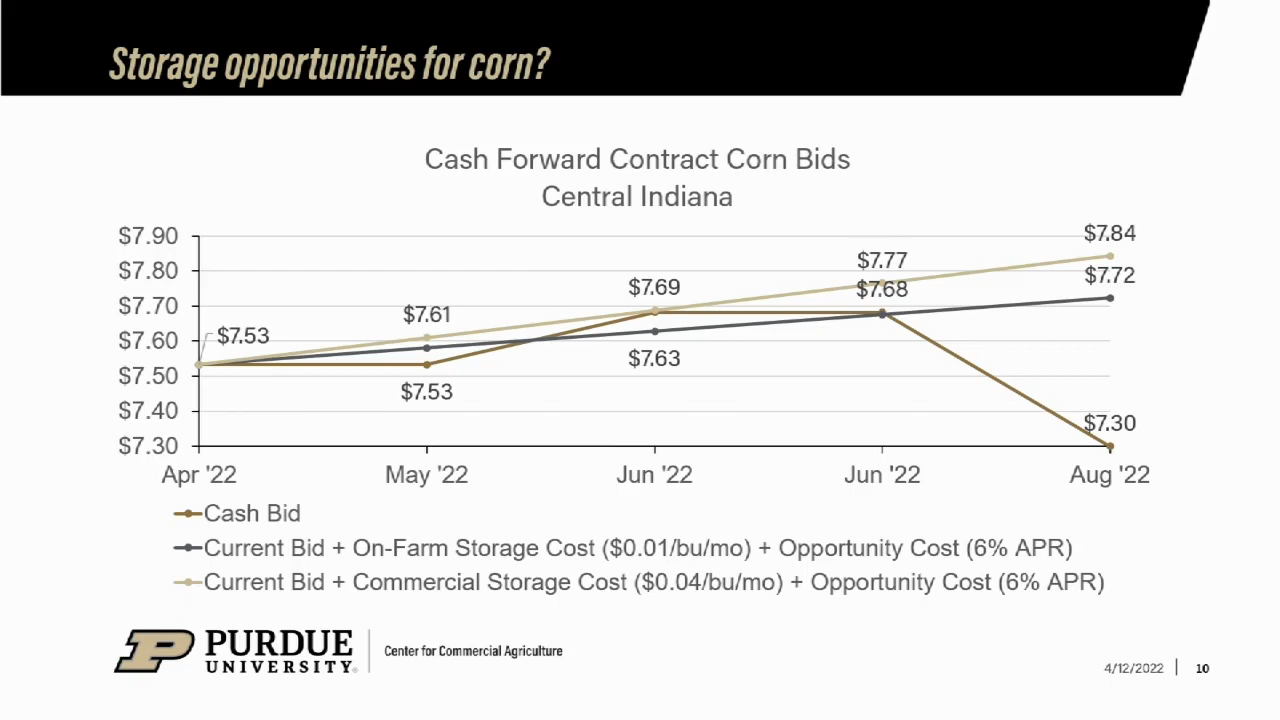 Storage opportunities for corn?
Cash Forward Contract Corn Bids
Central Indiana
$7.90
$7.80
$7.70
$7.60
$7.50
$7.40
$7.30
$7.53
$7.61
$7.53
$7.69
$7.63
$7.77
$7.68
$7.84
$7.72
$7.30
Apr '22
May '22
Jun '22
Jun '22
Aug '22
Cash Bid
Current Bid + On-Farm Storage Cost ($0.01/bu/mo) + Opportunity Cost (6% APR)
Current Bid + Commercial Storage Cost ($0.04/bu/mo) + Opportunity Cost (6% APR)
P
PURDUE
UNIVERSITY®
Center for Commercial Agriculture
4/12/2022 | 10